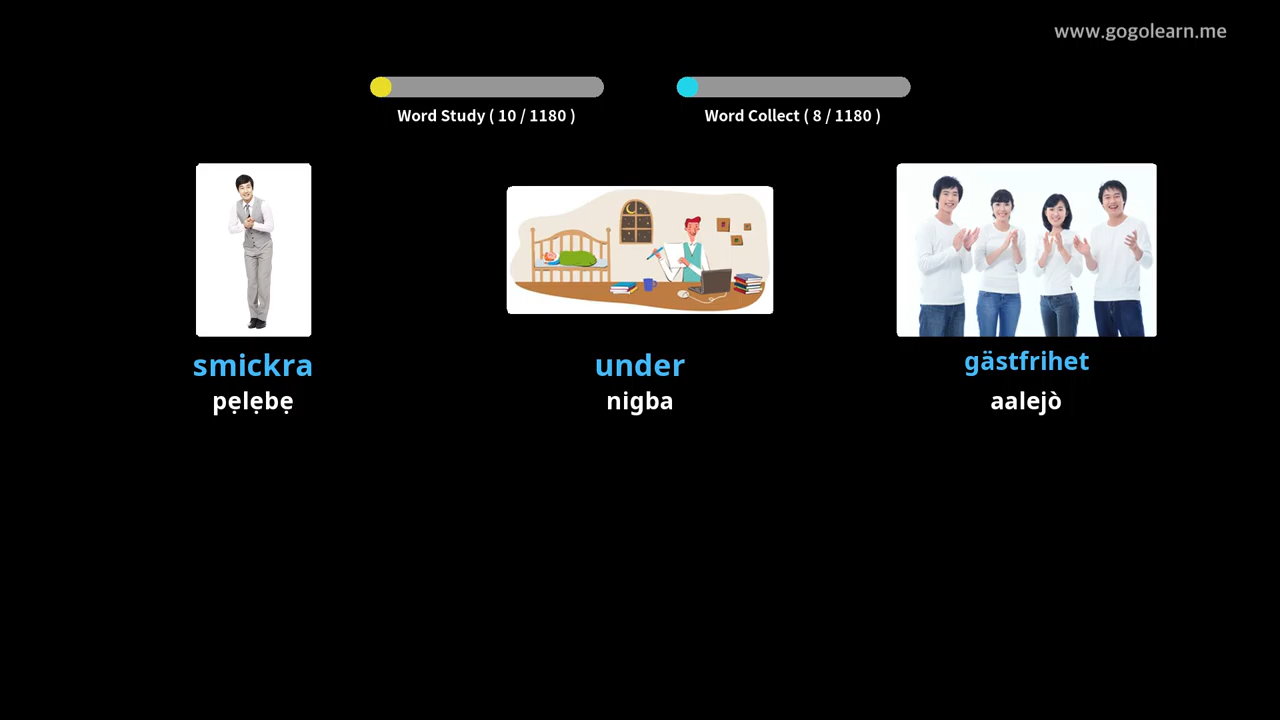 www.gogolearn.me
Word Study ( 10 / 1180 )
Word Collect ( 8 / 1180 )
smickra
pẹlẹbẹ
under
nigba
gästfrihet
aalejò